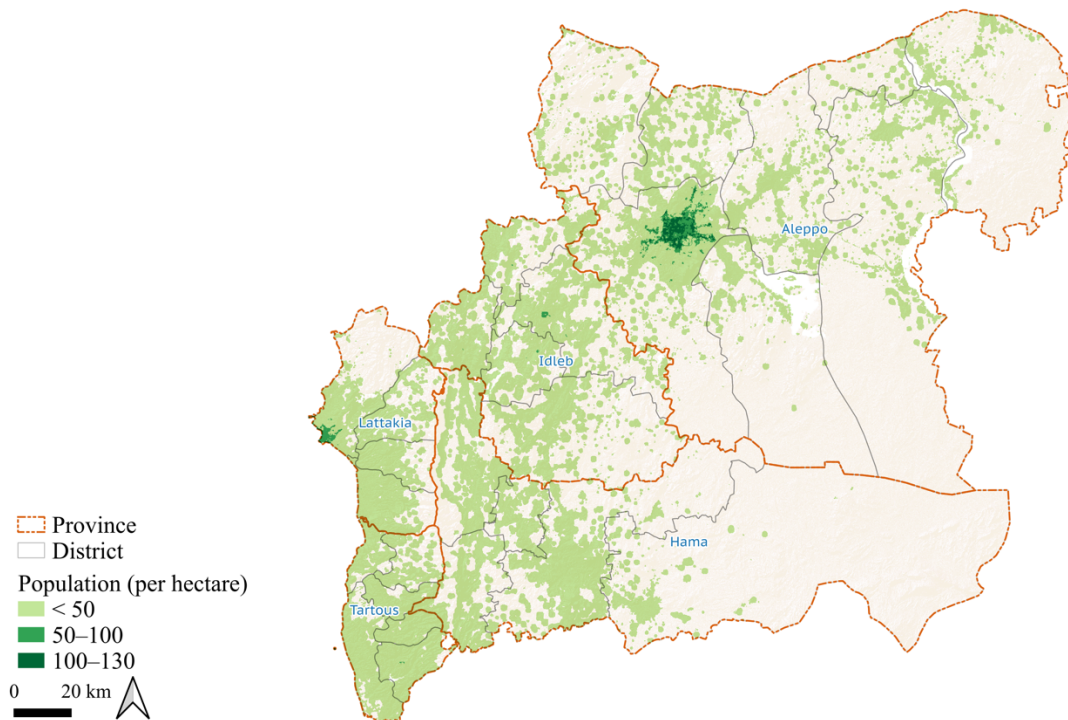 Aleppo
Idleb
Lattakia
Hama
Tartous
Province
District
Population (per hectare)
< 50
50–100
100–130
0 20 km